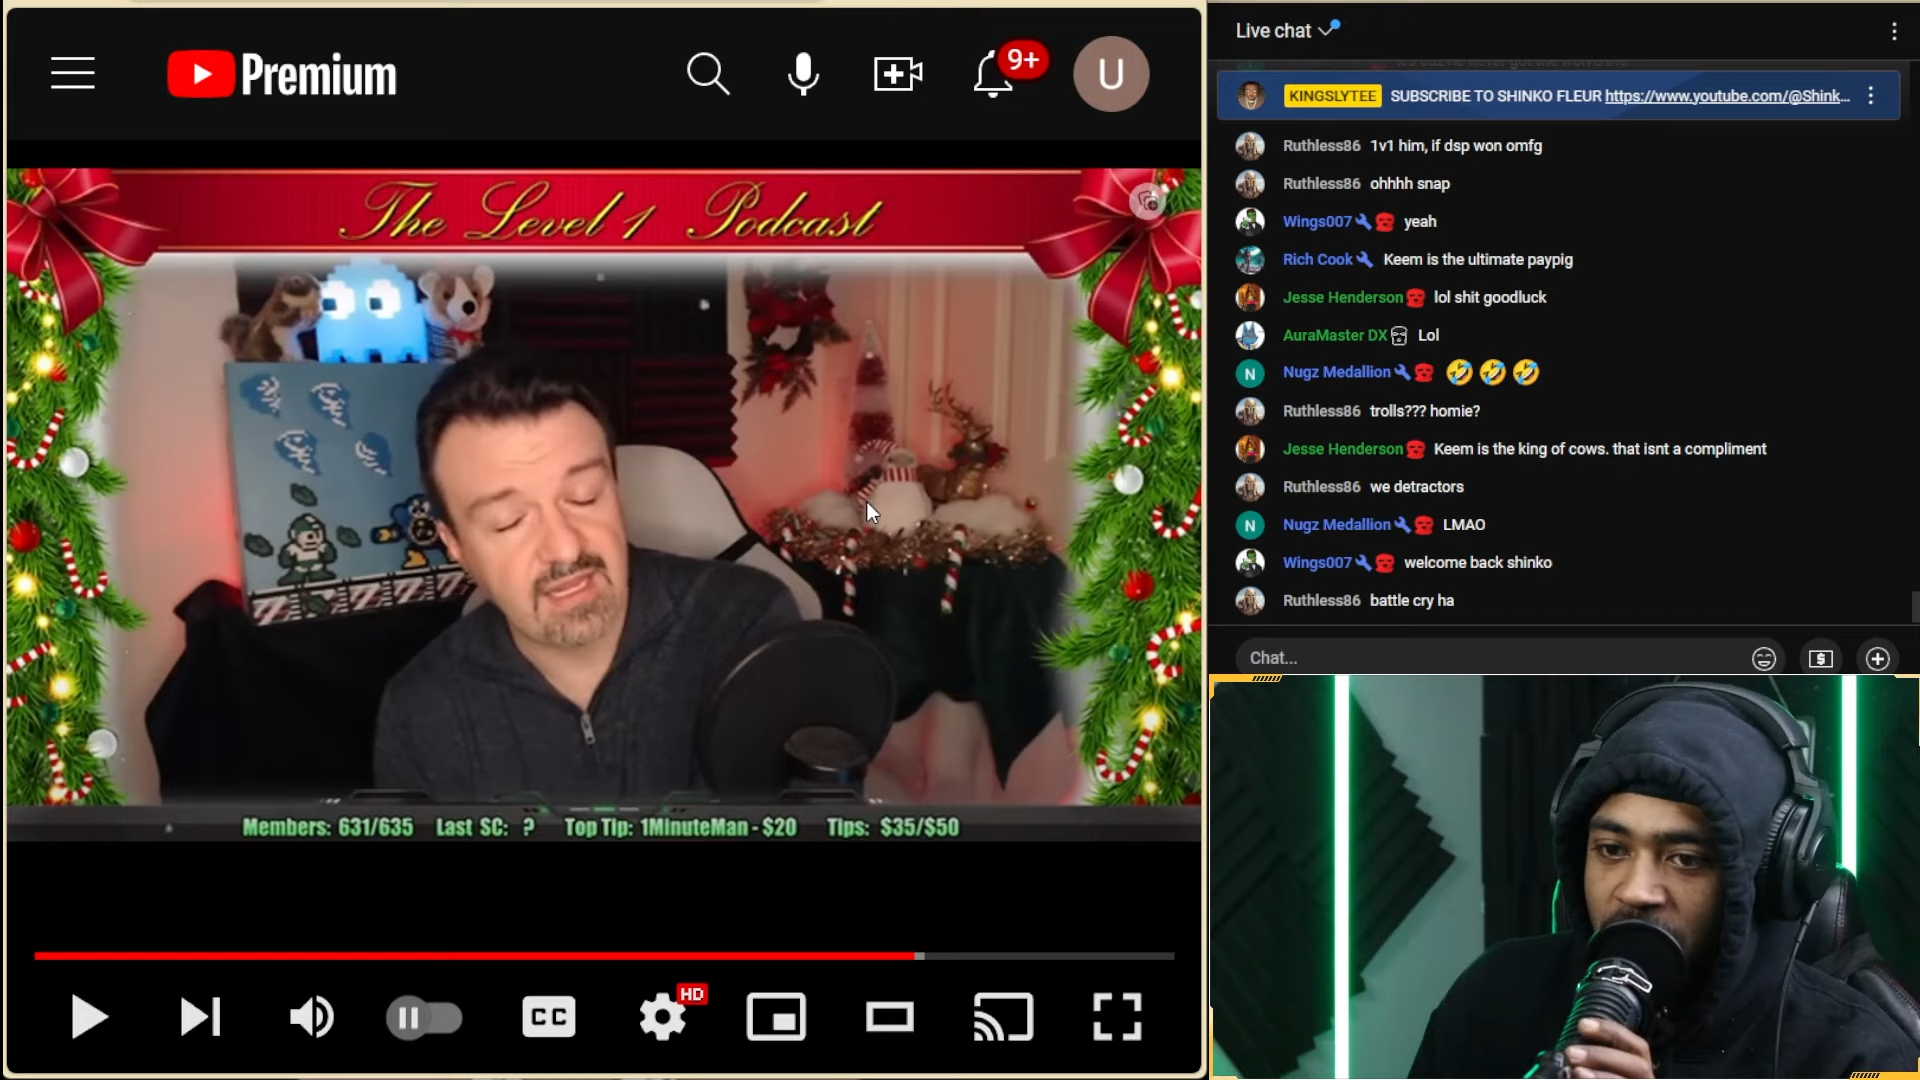 Premium
9+
U
The Level 1 Podcast
Members: 631/635 Last SC: ? Top Tip: 1MinuteMan - $20 Tips: $35/$50
CC
HD
Live chat
KINGSLYTEE SUBSCRIBE TO SHINKO FLEUR https://www.youtube.com/@Shink...
Ruthless86 1v1 him, if dsp won omfg
Ruthless86 ohhhh snap
Wings007 yeah
Rich Cook Keem is the ultimate paypig
Jesse Henderson lol shit goodluck
AuraMaster DX Lol
N Nugz Medallion
Ruthless86 trolls??? homie?
Jesse Henderson Keem is the king of cows. that isnt a compliment
Ruthless86 we detractors
N Nugz Medallion LMAO
Wings007 welcome back shinko
Ruthless86 battle cry ha
Chat...
$